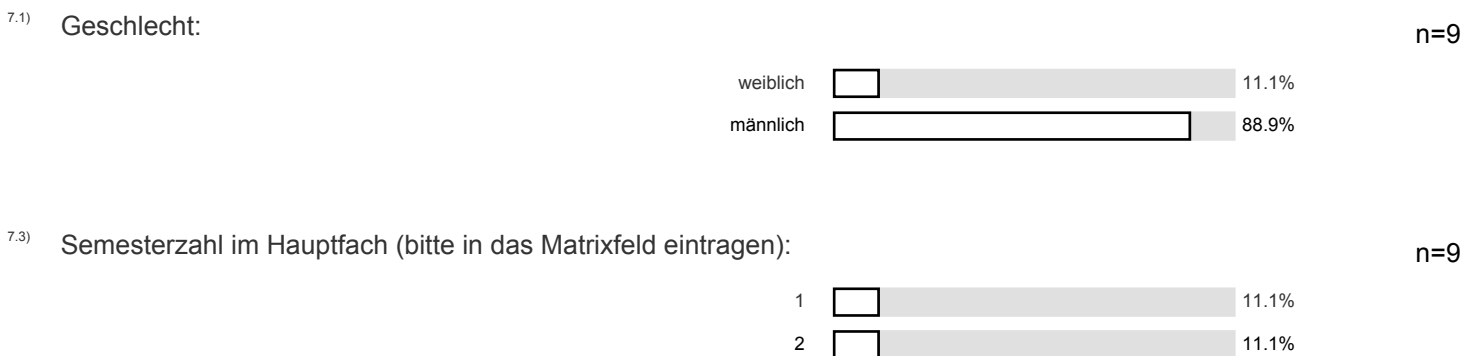 7.1) Geschlecht: n=9
weiblich 11.1%
männlich 88.9%
7.3) Semesterzahl im Hauptfach (bitte in das Matrixfeld eintragen): n=9
1 11.1%
2 11.1%